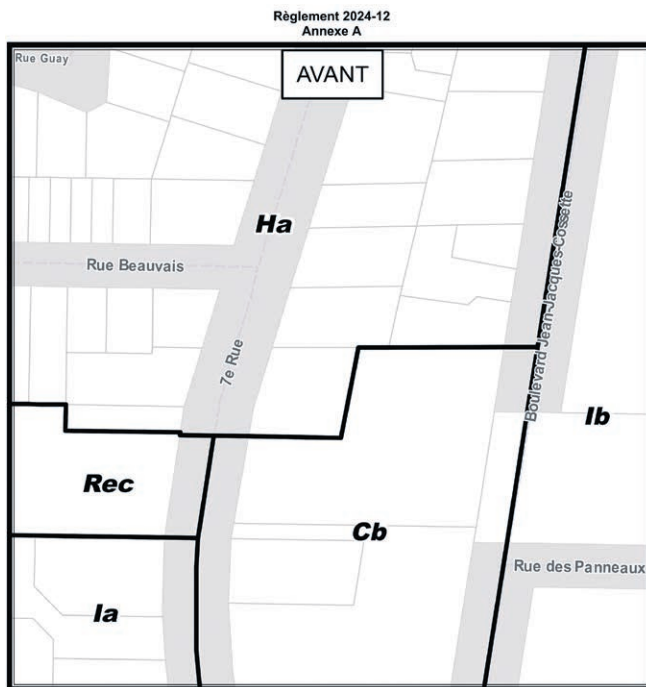 Règlement 2024-12
Annexe A
Rue Guay
AVANT
Ha
Rue Beauvais
Boulevard Jean-Jacques-Cossette
7e Rue
Ib
Rec
Cb
Rue des Panneaux
Ia